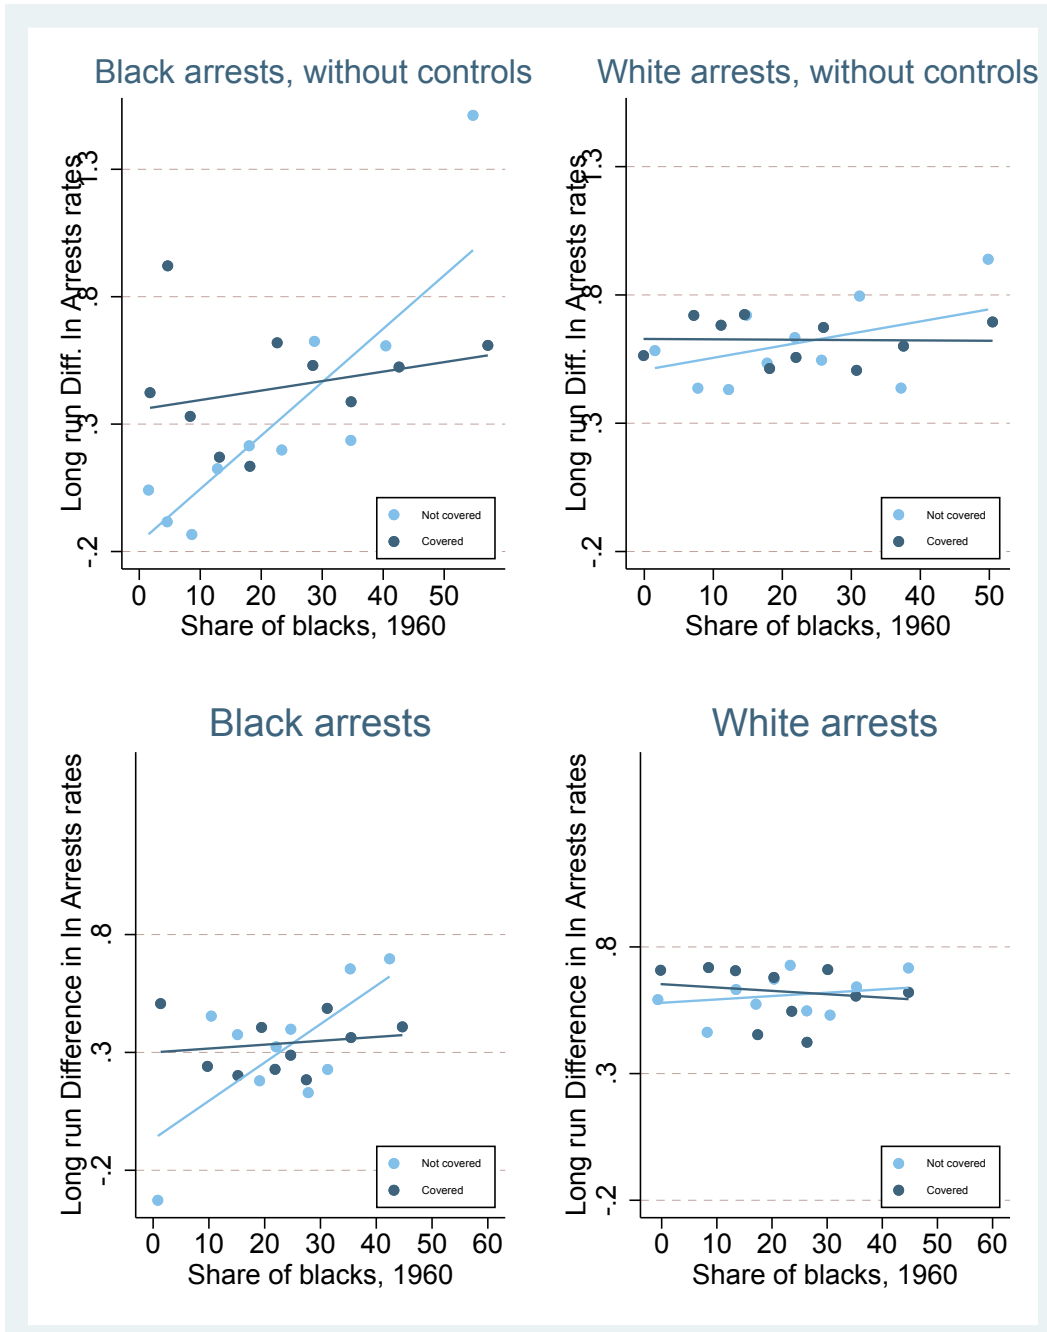 Black arrests, without controls
Long run Diff. ln Arrests rates
1.3
.8
.3
-.2
Not covered
Covered
0 10 20 30 40 50
Share of blacks, 1960
White arrests, without controls
Long run Diff. ln Arrests rates
1.3
.8
.3
-.2
Not covered
Covered
0 10 20 30 40 50
Share of blacks, 1960
Black arrests
Long run Difference in ln Arrests rates
.8
.3
-.2
Not covered
Covered
0 10 20 30 40 50 60
Share of blacks, 1960
White arrests
Long run Difference in ln Arrests rates
.8
.3
-.2
Not covered
Covered
0 10 20 30 40 50 60
Share of blacks, 1960